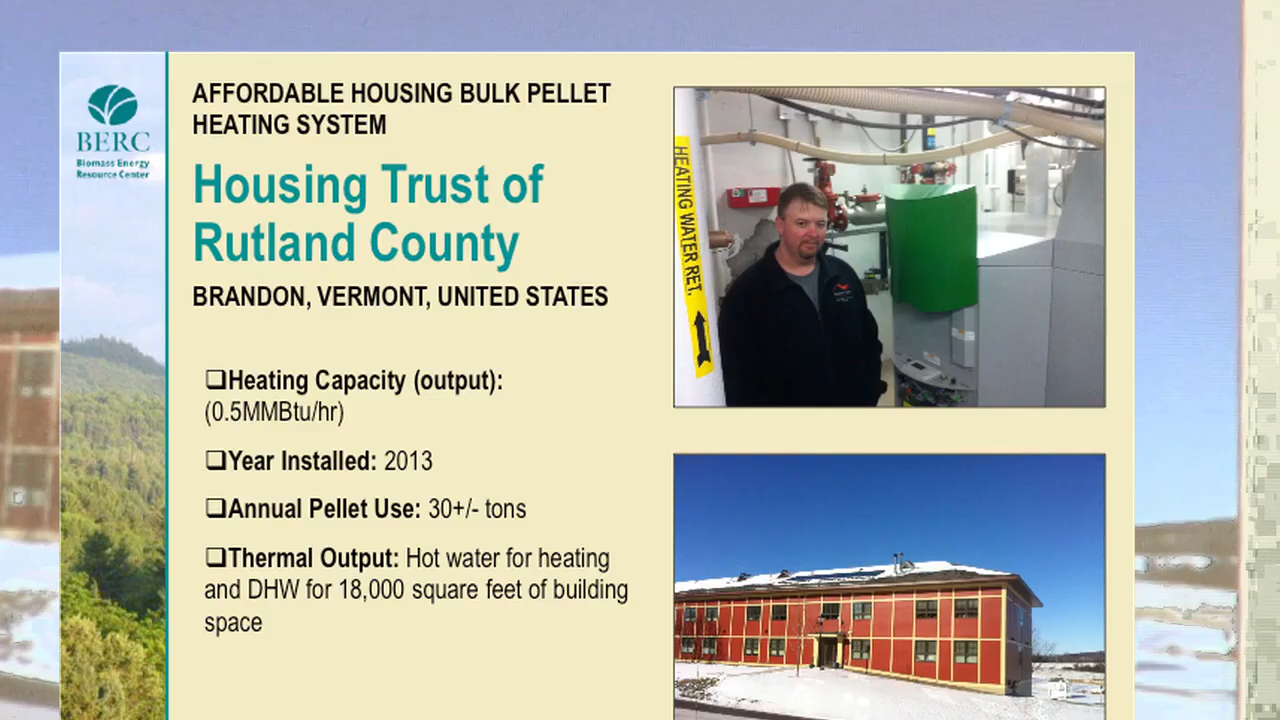 BERC
Biomass Energy
Resource Center
AFFORDABLE HOUSING BULK PELLET
HEATING SYSTEM
Housing Trust of
Rutland County
BRANDON, VERMONT, UNITED STATES
❑Heating Capacity (output):
(0.5MMBtu/hr)
❑Year Installed: 2013
❑Annual Pellet Use: 30+/- tons
❑Thermal Output: Hot water for heating
and DHW for 18,000 square feet of building
space
HEATING WATER RET.